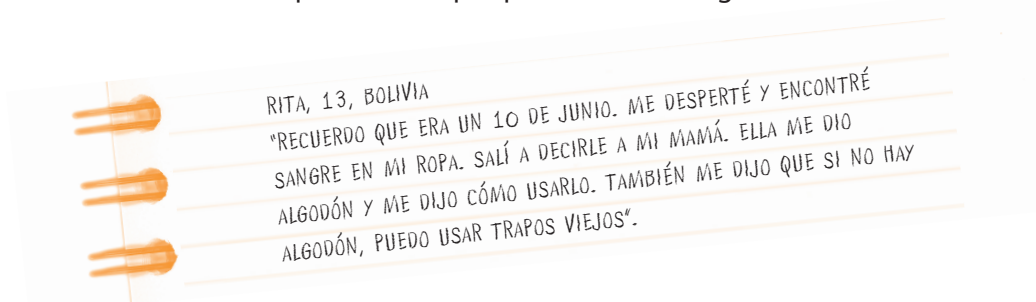 RITA, 13, BOLIVIA
"RECUERDO QUE ERA UN 10 DE JUNIO. ME DESPERTÉ Y ENCONTRÉ
SANGRE EN MI ROPA. SALÍ A DECIRLE A MI MAMÁ. ELLA ME DIO
ALGODÓN Y ME DIJO CÓMO USARLO. TAMBIÉN ME DIJO QUE SI NO HAY
ALGODÓN, PUEDO USAR TRAPOS VIEJOS".